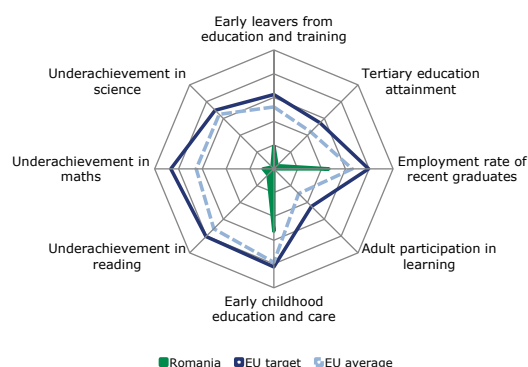 Early leavers from
education and training
Underachievement in
science
Tertiary education
attainment
Underachievement in
maths
Employment rate of
recent graduates
Underachievement in
reading
Adult participation in
learning
Early childhood
education and care
Romania EU target EU average